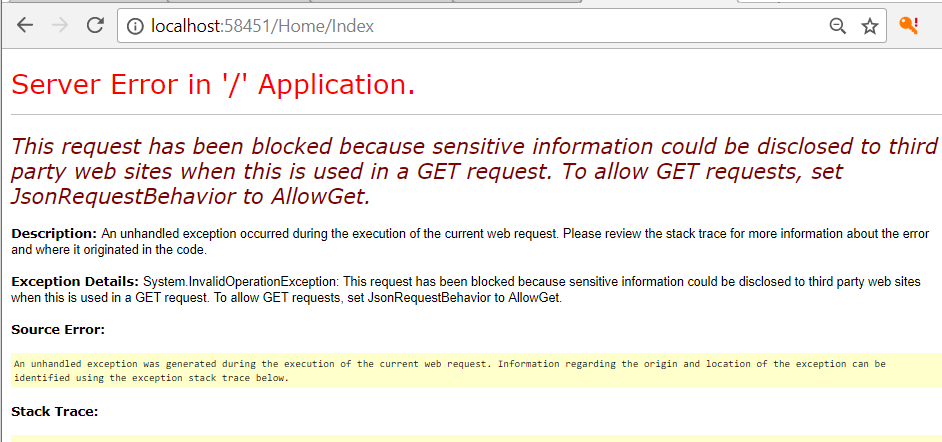 localhost:58451/Home/Index
Server Error in '/' Application.
This request has been blocked because sensitive information could be disclosed to third
party web sites when this is used in a GET request. To allow GET requests, set
JsonRequestBehavior to AllowGet.
Description: An unhandled exception occurred during the execution of the current web request. Please review the stack trace for more information about the error
and where it originated in the code.
Exception Details: System.InvalidOperationException: This request has been blocked because sensitive information could be disclosed to third party web sites
when this is used in a GET request. To allow GET requests, set JsonRequestBehavior to AllowGet.
Source Error:
An unhandled exception was generated during the execution of the current web request. Information regarding the origin and location of the exception can be
identified using the exception stack trace below.
Stack Trace: